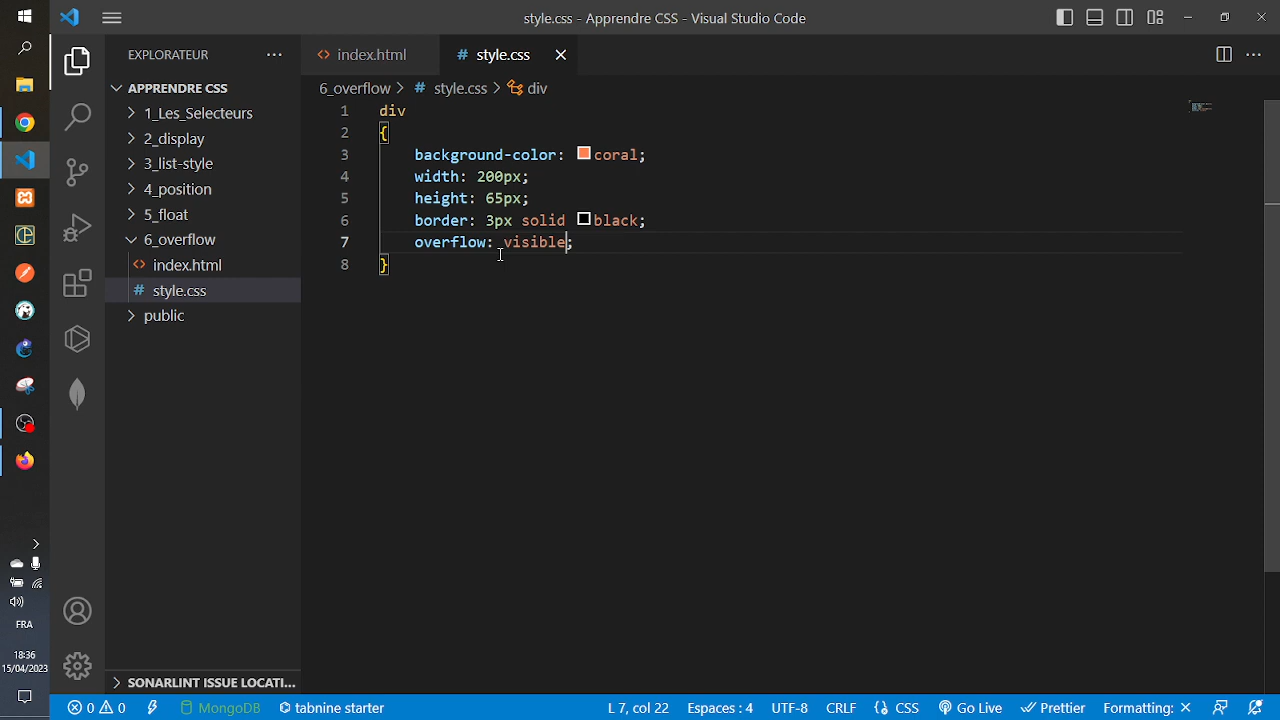 style.css - Apprendre CSS - Visual Studio Code
EXPLORATEUR
index.html
# style.css
APPRENDRE CSS
6_overflow > # style.css > div
1_Les_Selecteurs
2_display
3_list-style
4_position
5_float
6_overflow
<> index.html
# style.css
public
1 div
2 {
3 background-color: coral;
4 width: 200px;
5 height: 65px;
6 border: 3px solid black;
7 overflow: visible;
8 }
FRA
18:36
15/04/2023
SONARLINT ISSUE LOCATI...
0 0 MongoDB tabnine starter L 7, col 22 Espaces : 4 UTF-8 CRLF {} CSS Go Live Prettier Formatting: ×